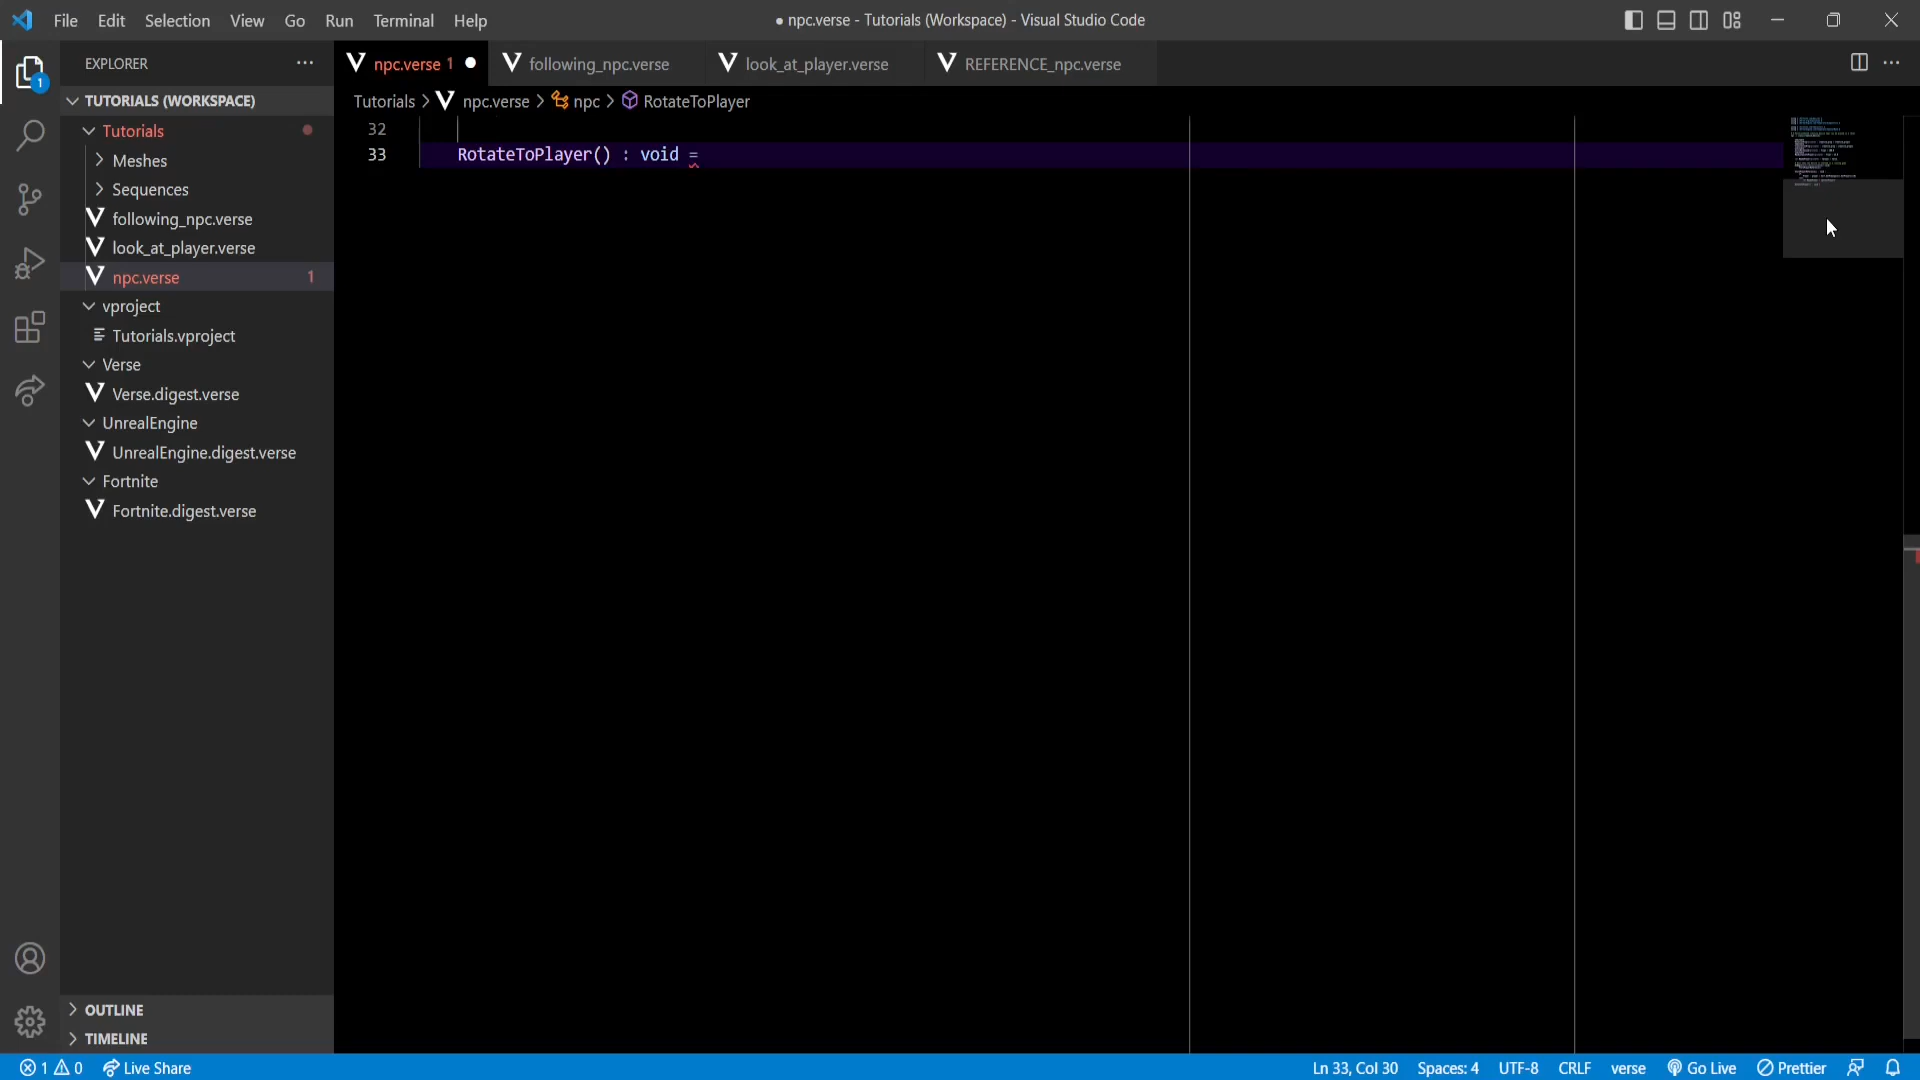 File Edit Selection View Go Run Terminal Help
● npc.verse - Tutorials (Workspace) - Visual Studio Code
EXPLORER
npc.verse 1
following_npc.verse
look_at_player.verse
REFERENCE_npc.verse
Tutorials > npc.verse > npc > RotateToPlayer
TUTORIALS (WORKSPACE)
Tutorials
Meshes
Sequences
following_npc.verse
look_at_player.verse
npc.verse 1
vproject
Tutorials.vproject
Verse
Verse.digest.verse
UnrealEngine
UnrealEngine.digest.verse
Fortnite
Fortnite.digest.verse
OUTLINE
TIMELINE
1
32
33 RotateToPlayer() : void =
1 0 Live Share
Ln 33, Col 30 Spaces: 4 UTF-8 CRLF verse Go Live Prettier